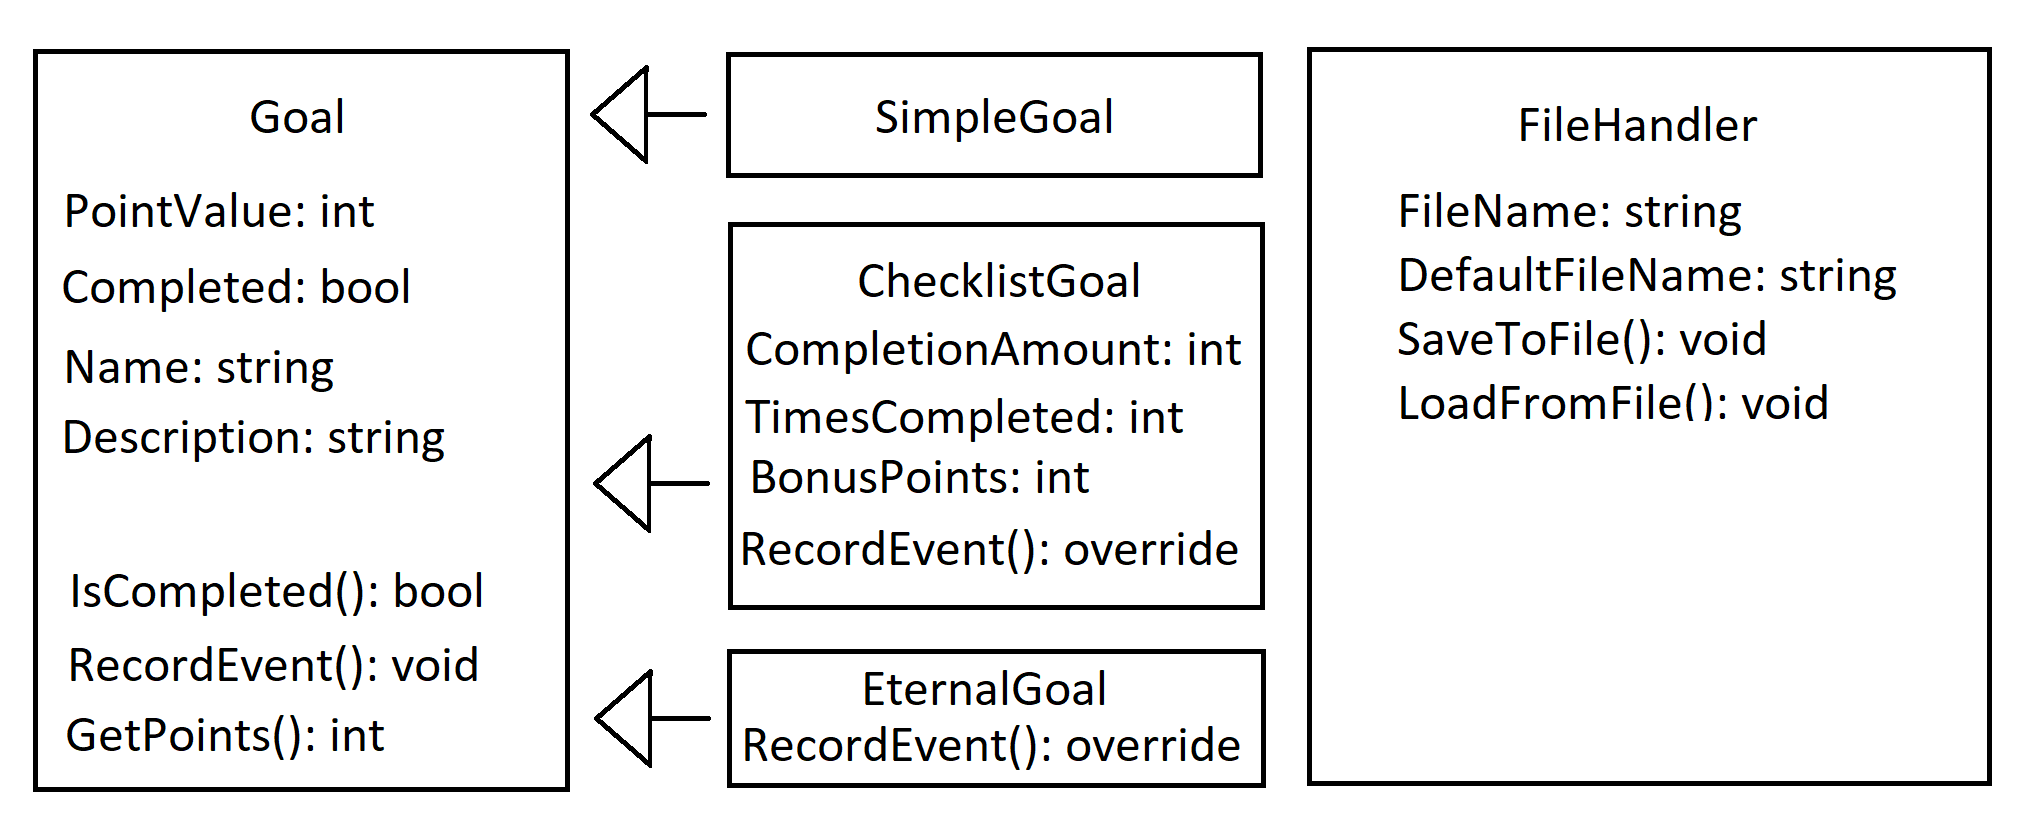 Goal
PointValue: int
Completed: bool
Name: string
Description: string
IsCompleted(): bool
RecordEvent(): void
GetPoints(): int
SimpleGoal
ChecklistGoal
CompletionAmount: int
TimesCompleted: int
BonusPoints: int
RecordEvent(): override
EternalGoal
RecordEvent(): override
FileHandler
FileName: string
DefaultFileName: string
SaveToFile(): void
LoadFromFile(): void